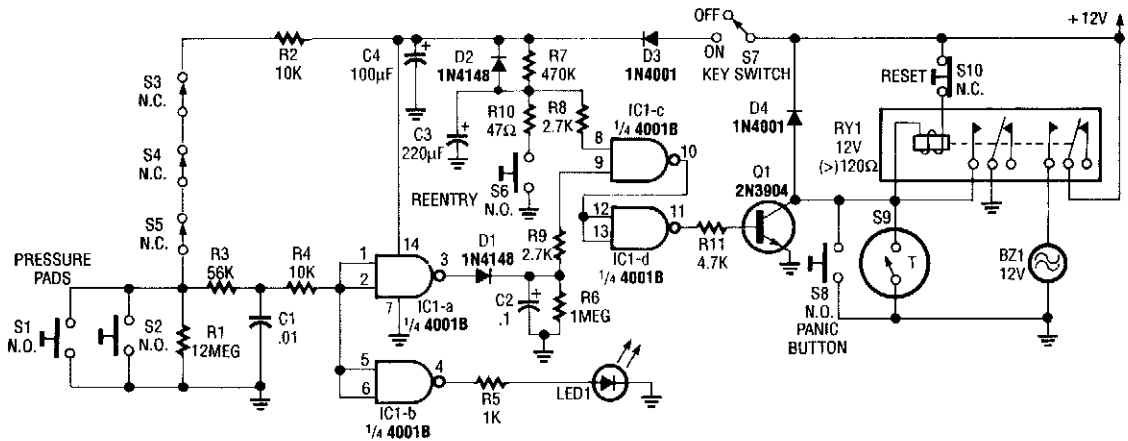 OFF
ON
S7
KEY SWITCH
+12V
R2
10K
C4
100µF
+
D2
1N4148
R7
470K
D3
1N4001
S3
N.C.
S4
N.C.
S5
N.C.
C3
220µF
+
R10
47Ω
R8
2.7K
IC1-c
1/4 4001B
8
9
10
D4
1N4001
RESET
S10
N.C.
RY1
12V
(>)120Ω
REENTRY
S6
N.O.
Q1
2N3904
12
13
11
IC1-d
1/4 4001B
R11
4.7K
R9
2.7K
S9
T
BZ1
12V
S8
N.O.
PANIC
BUTTON
PRESSURE
PADS
S1
N.O.
S2
N.O.
R1
12MEG
R3
56K
R4
10K
C1
.01
1
2
14
3
7
IC1-a
1/4 4001B
D1
1N4148
C2
.1
+
R6
1MEG
5
6
4
IC1-b
1/4 4001B
R5
1K
LED1